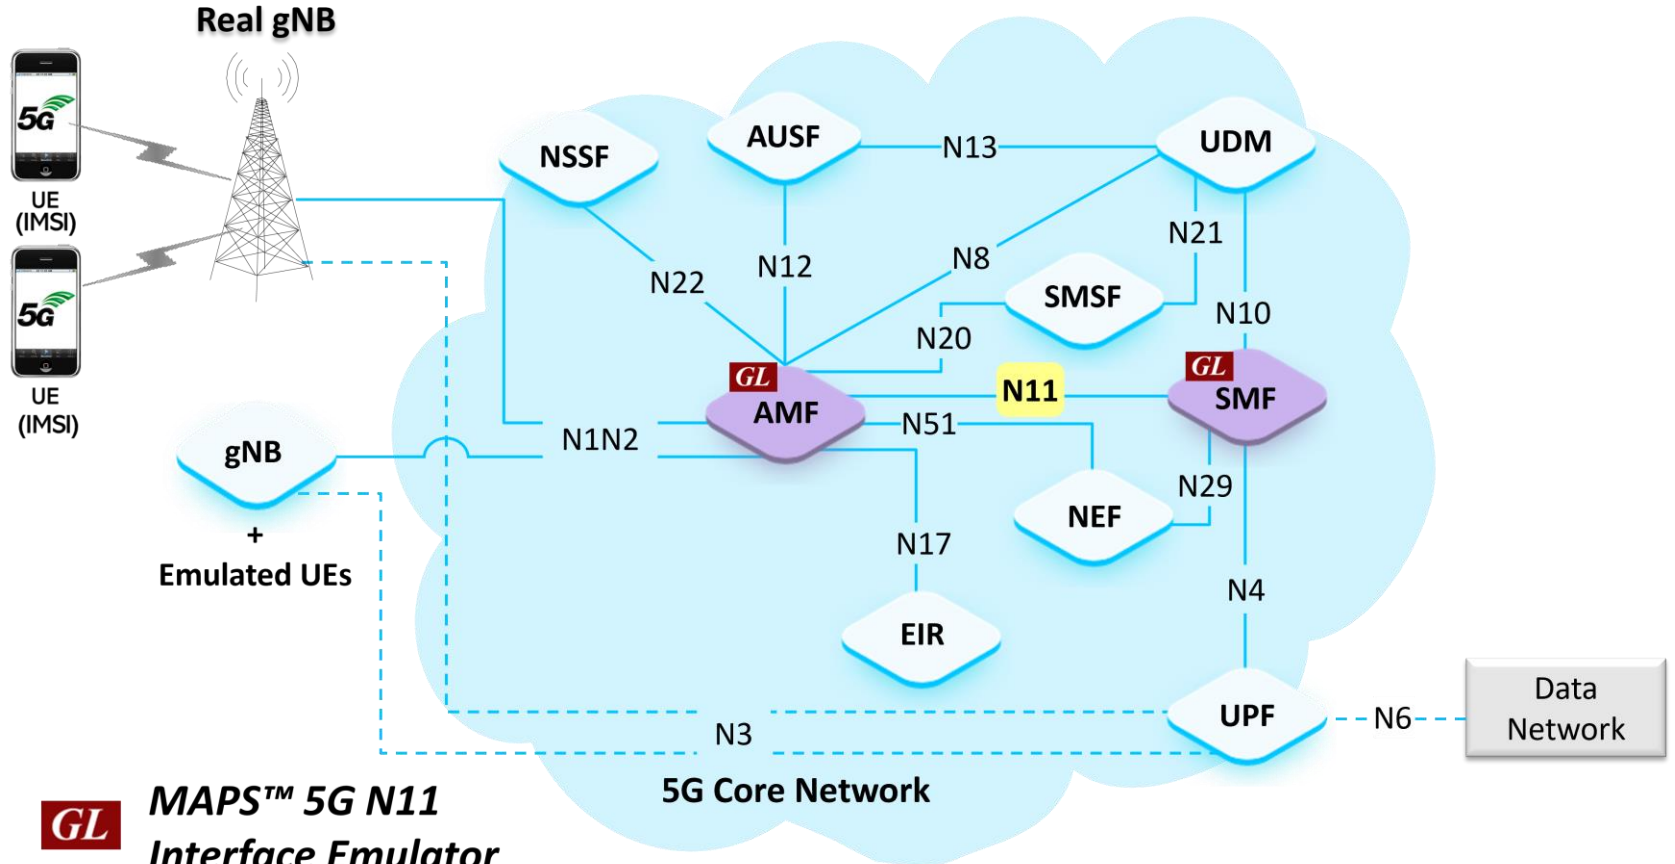 Real gNB
5G
UE
(IMSI)
5G
UE
(IMSI)
NSSF
AUSF
N13
UDM
N22
N12
N8
N21
SMSF
N20
N10
GL
AMF
N11
GL
SMF
N1N2
N51
gNB
+
Emulated UEs
NEF
N29
N17
EIR
N4
N3
UPF
N6
Data
Network
5G Core Network
GL
MAPS™ 5G N11
Interface Emulator